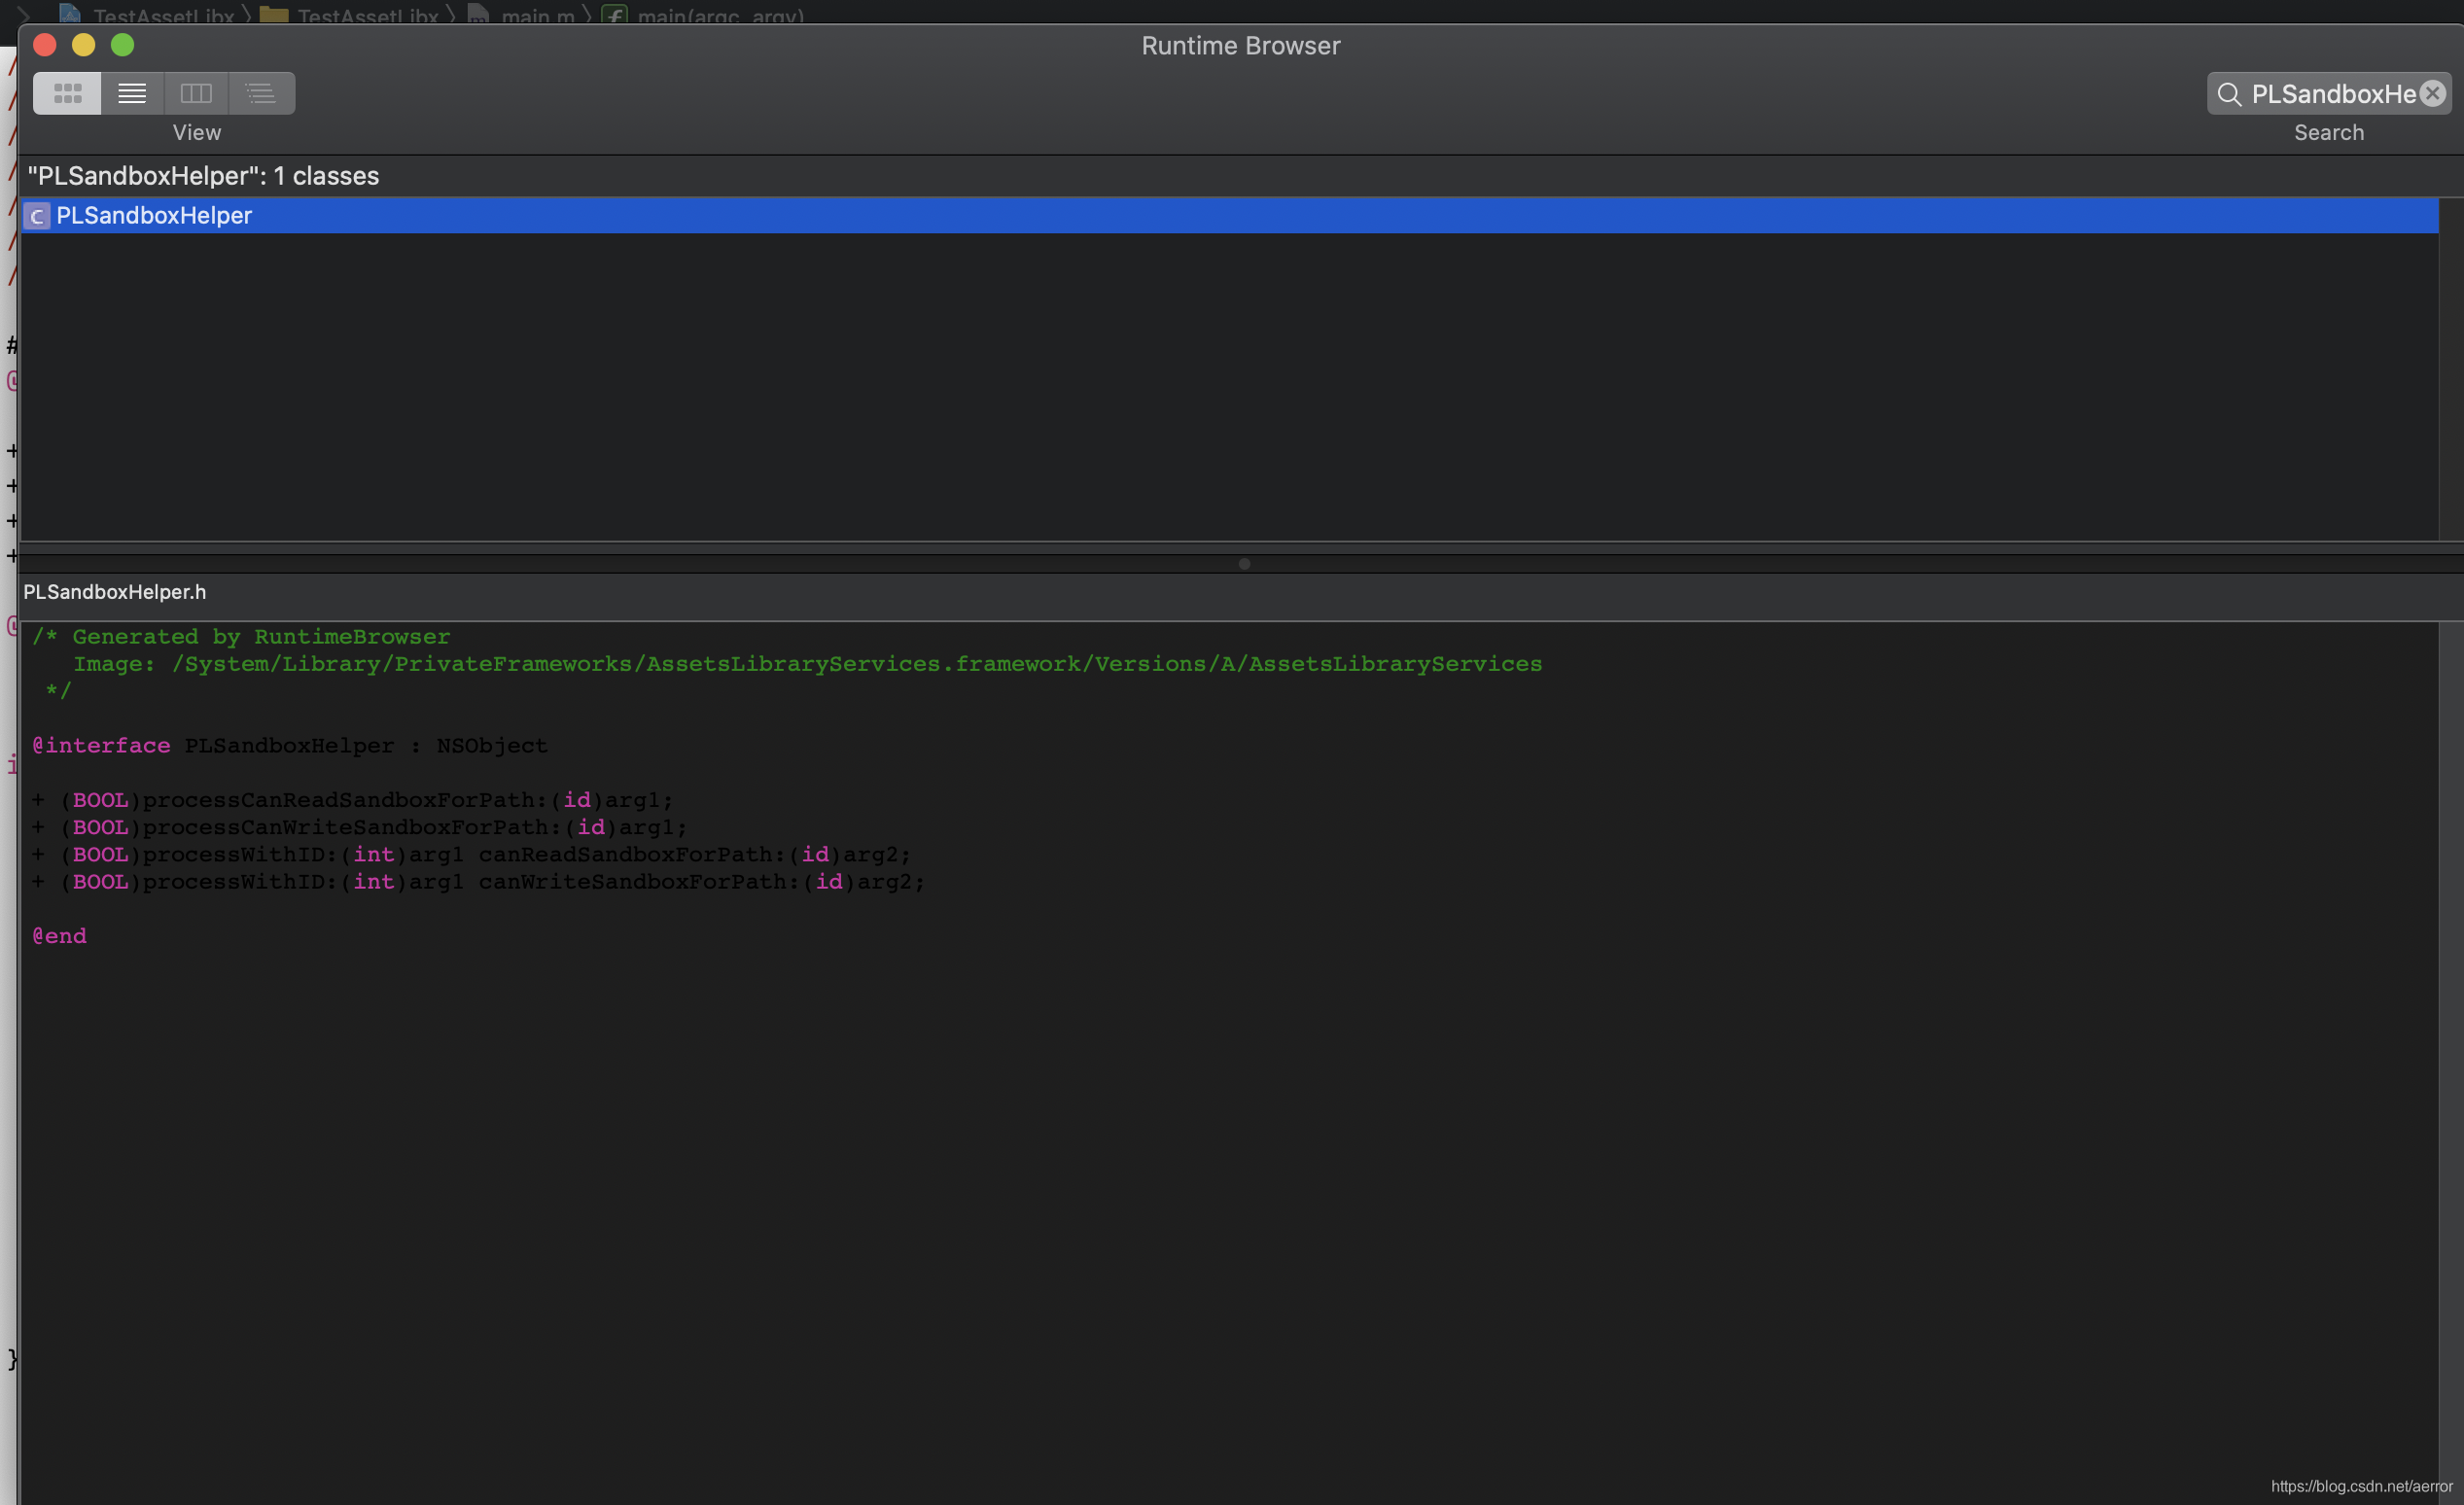 TestAssetLibx 〉 TestAssetLibx 〉 main.m 〉 main(argc, argv)
Runtime Browser
PLSandboxHe
View
Search
"PLSandboxHelper": 1 classes
C PLSandboxHelper
PLSandboxHelper.h
/* Generated by RuntimeBrowser
Image: /System/Library/PrivateFrameworks/AssetsLibraryServices.framework/Versions/A/AssetsLibraryServices
*/
@interface PLSandboxHelper : NSObject
+ (BOOL)processCanReadSandboxForPath:(id)arg1;
+ (BOOL)processCanWriteSandboxForPath:(id)arg1;
+ (BOOL)processWithID:(int)arg1 canReadSandboxForPath:(id)arg2;
+ (BOOL)processWithID:(int)arg1 canWriteSandboxForPath:(id)arg2;
@end
}
https://blog.csdn.net/aerror